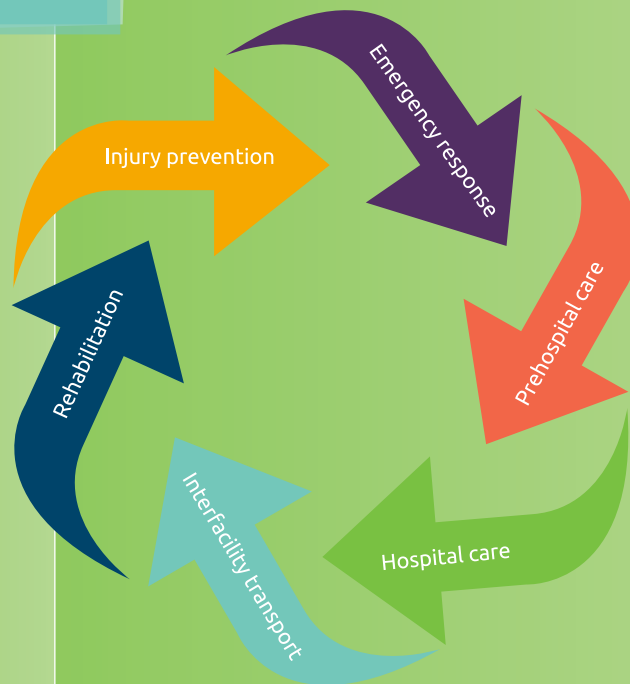 Injury prevention
Emergency response
Prehospital care
Hospital care
Interfacility transport
Rehabilitation